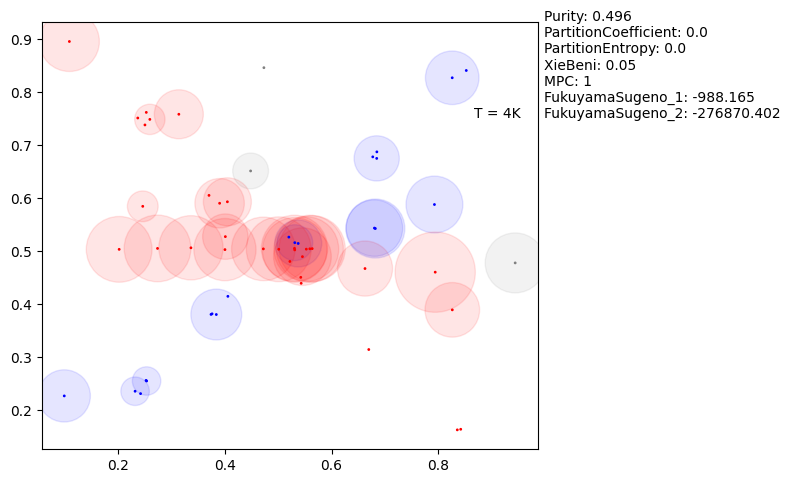 Purity: 0.496
PartitionCoefficient: 0.0
PartitionEntropy: 0.0
XieBeni: 0.05
MPC: 1
FukuyamaSugeno_1: -988.165
FukuyamaSugeno_2: -276870.402
T = 4K
0.9
0.8
0.7
0.6
0.5
0.4
0.3
0.2
0.2 0.4 0.6 0.8